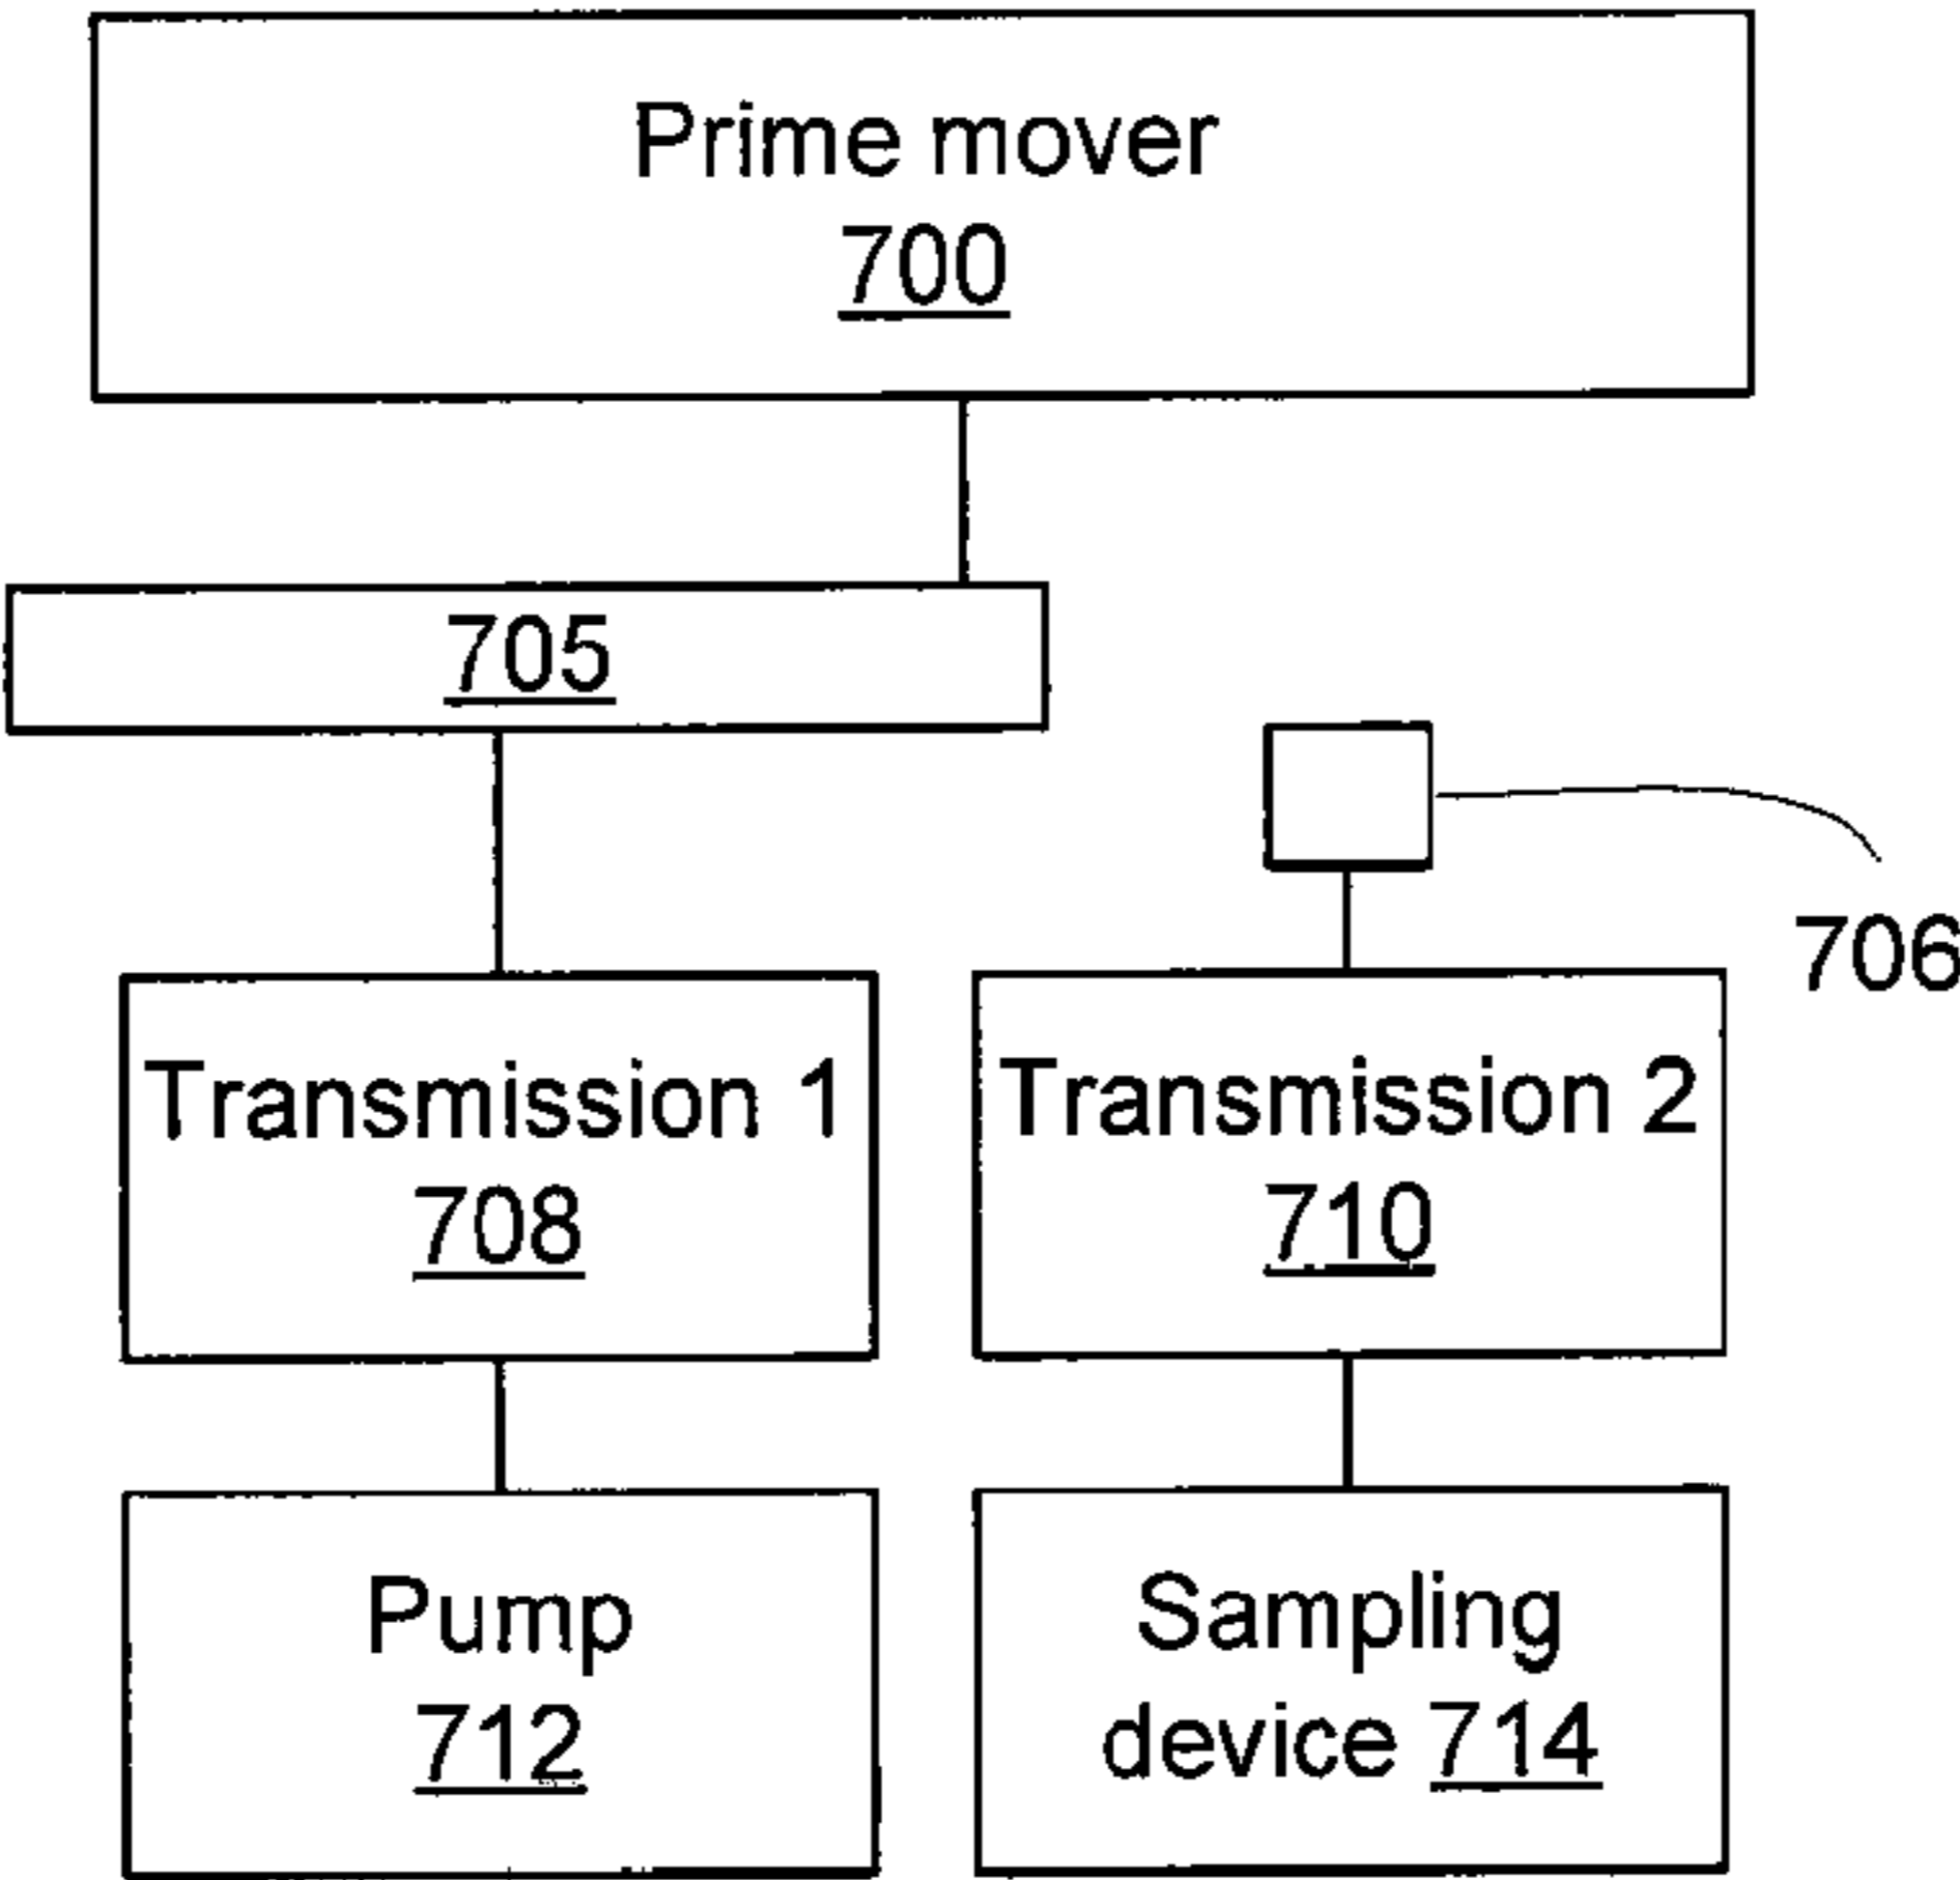 Prime mover
700
705
706
Transmission 1
708
Transmission 2
710
Pump
712
Sampling
device 714